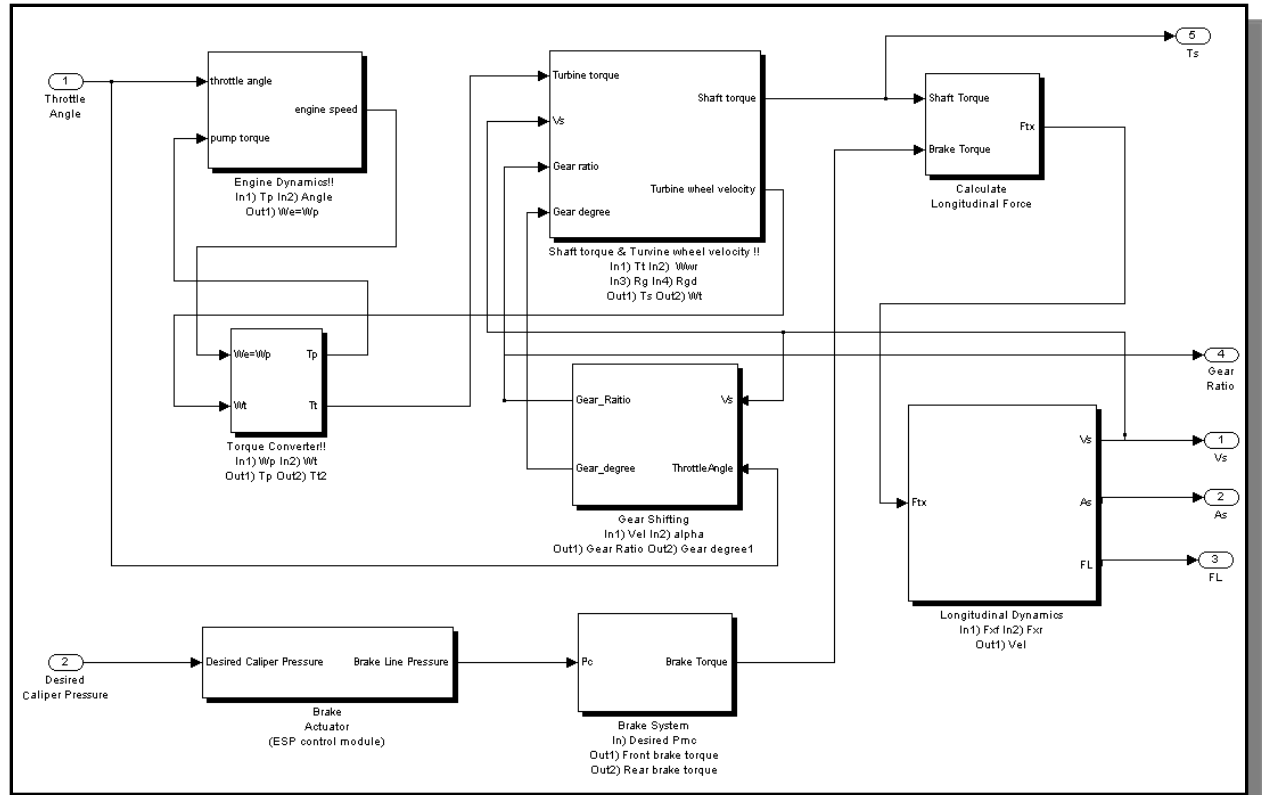 1
Throttle
Angle
throttle angle
engine speed
pump torque
Engine Dynamics!!
In1) Tp In2) Angle
Out1) We=Wp
Turbine torque
Shaft torque
Vs
Gear ratio
Turbine wheel velocity
Gear degree
Shaft torque & Turvine wheel velocity !!
In1) Tt In2) Wwr
In3) Rg In4) Rgd
Out1) Ts Out2) Wt
5
Ts
Shaft Torque
Ftx
Brake Torque
Calculate
Longitudinal Force
We=Wp Tp
Wt Tt
Torque Converter!!
In1) Wp In2) Wt
Out1) Tp Out2) Tt2
Gear_Raitio Vs
Gear_degree ThrottleAngle
Gear Shifting
In1) Vel In2) alpha
Out1) Gear Ratio Out2) Gear degree1
4
Gear
Ratio
Vs
Ftx
As
FL
Longitudinal Dynamics
In1) Fxf In2) Fxr
Out1) Vel
1
Vs
2
As
3
FL
2
Desired
Caliper Pressure
Desired Caliper Pressure Brake Line Pressure
Brake
Actuator
(ESP control module)
Pc Brake Torque
Brake System
In) Desired Pmc
Out1) Front brake torque
Out2) Rear brake torque